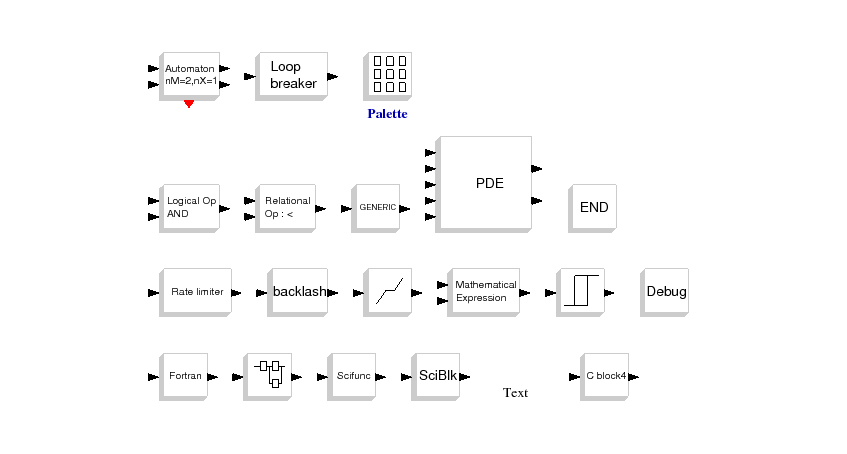 Automaton
nM=2,nX=1
Loop
breaker
Palette
Logical Op
AND
Relational
Op : <
GENERIC
PDE
END
Rate limiter
backlash
Mathematical
Expression
Debug
Fortran
Scifunc
SciBlk
Text
C block4